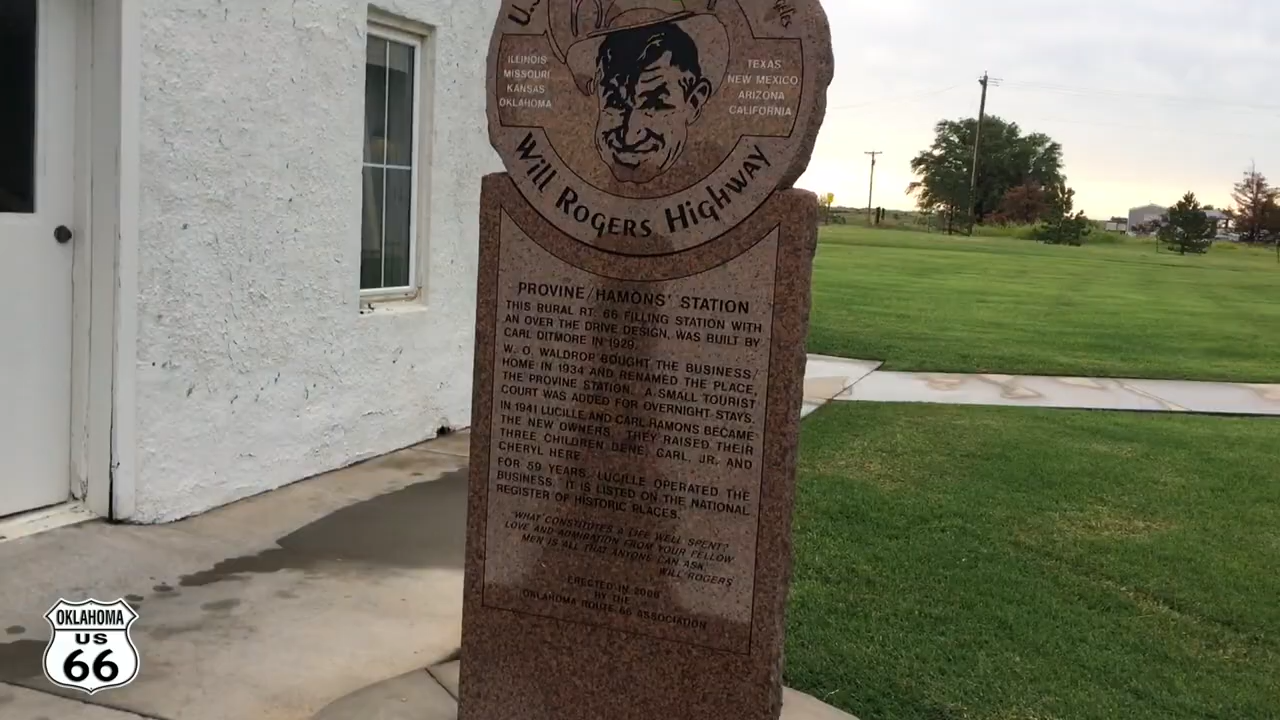 U.S
geles
ILLINOIS
MISSOURI
KANSAS
OKLAHOMA
TEXAS
NEW MEXICO
ARIZONA
CALIFORNIA
WILL ROGERS HIGHWAY
PROVINE/HAMONS' STATION
THIS RURAL RT. 66 FILLING STATION WITH
AN OVER THE DRIVE DESIGN, WAS BUILT BY
CARL DITMORE IN 1929.
W. O. WALDROP BOUGHT THE BUSINESS/
HOME IN 1934 AND RENAMED THE PLACE,
THE PROVINE STATION. A SMALL TOURIST
COURT WAS ADDED FOR OVERNIGHT STAYS.
IN 1941 LUCILLE AND CARL HAMONS BECAME
THE NEW OWNERS. THEY RAISED THEIR
THREE CHILDREN DENE, CARL, JR. AND
CHERYL HERE.
FOR 59 YEARS, LUCILLE OPERATED THE
BUSINESS. IT IS LISTED ON THE NATIONAL
REGISTER OF HISTORIC PLACES.
"WHAT CONSTITUTES A LIFE WELL SPENT?
LOVE AND ADMIRATION FROM YOUR FELLOW
MEN IS ALL THAT ANYONE CAN ASK."
WILL ROGERS
ERECTED IN
BY THE
OKLAHOMA ROUTE 66 ASSOCIATION
OKLAHOMA
US
66